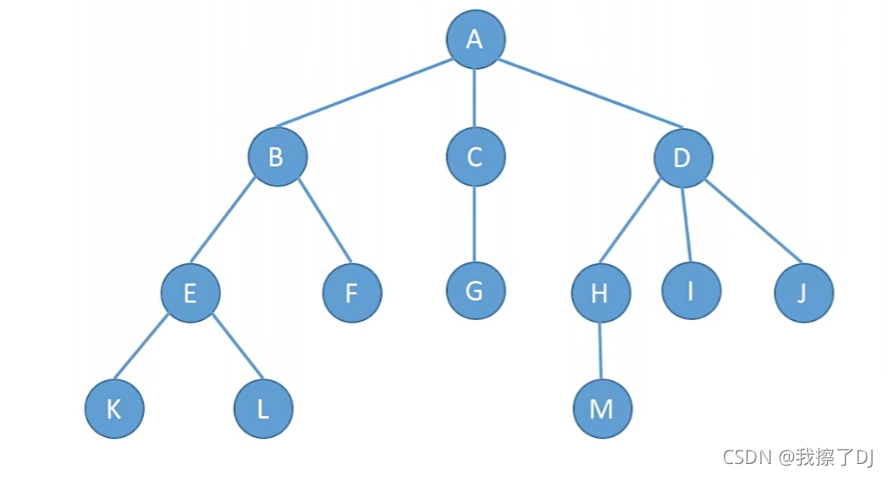 A
B C D
E F G H I J
K L M
CSDN @我擦了DJ